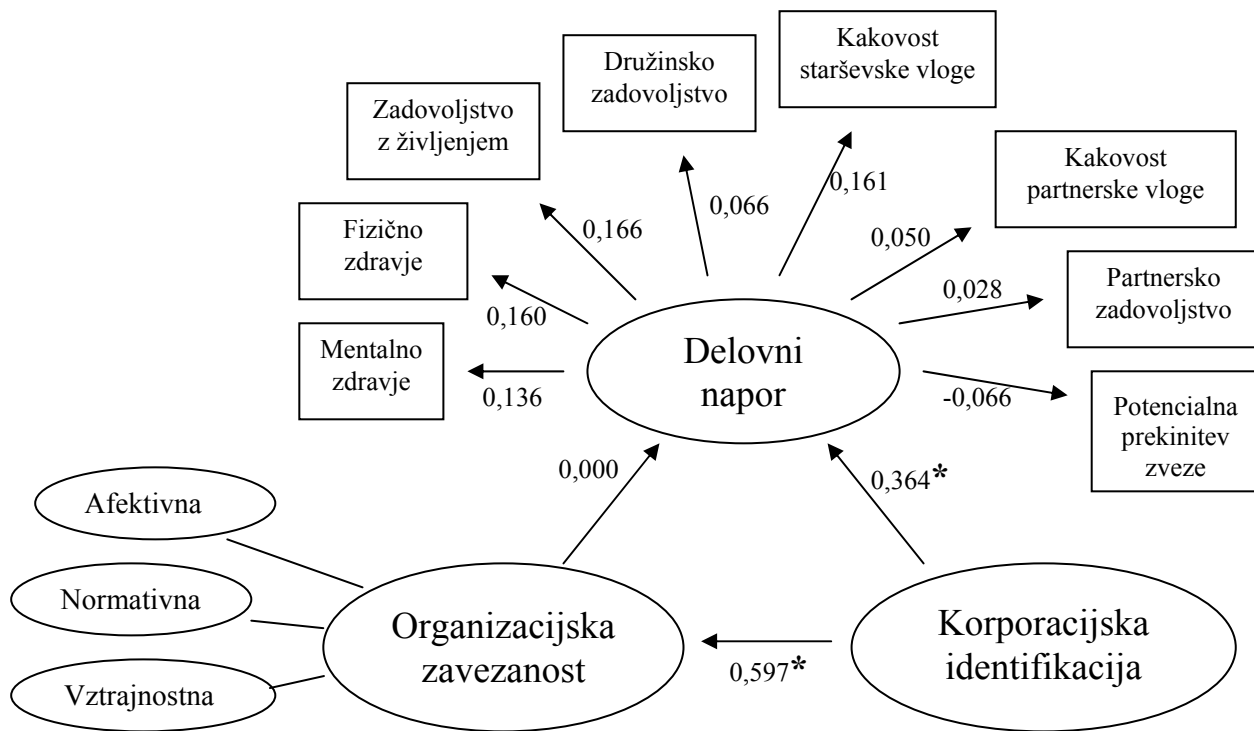 Kakovost
starševske vloge
Družinsko
zadovoljstvo
Zadovoljstvo
z življenjem
Kakovost
partnerske vloge
0,161
0,066
0,166
0,050
Fizično
zdravje
Partnersko
zadovoljstvo
0,028
0,160
Delovni
napor
Mentalno
zdravje
0,136
-0,066
Potencialna
prekinitev
zveze
0,000
0,364*
Afektivna
Normativna
Vztrajnostna
Organizacijska
zavezanost
0,597*
Korporacijska
identifikacija